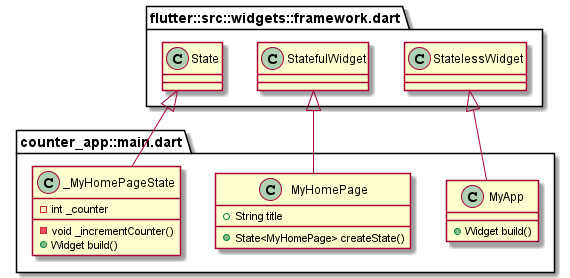 flutter::src::widgets::framework.dart
C State
C StatefulWidget
C StatelessWidget
counter_app::main.dart
C _MyHomePageState
int _counter
void _incrementCounter()
Widget build()
C MyHomePage
String title
State<MyHomePage> createState()
C MyApp
Widget build()